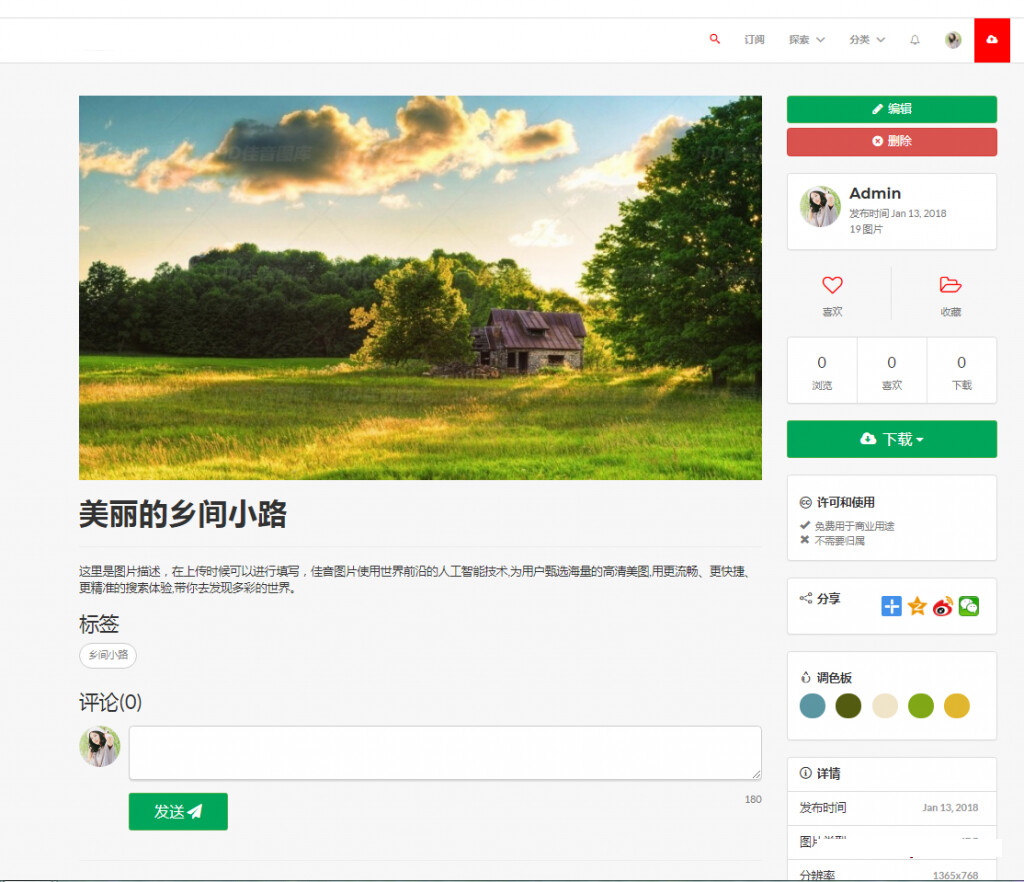 订阅
探索
分类
佳音图库
编辑
删除
Admin
发布时间 Jan 13, 2018
19 图片
喜欢
收藏
0
0
0
浏览
喜欢
下载
下载
许可和使用
免费用于商业用途
不需要归属
分享
调色板
详情
发布时间
Jan 13, 2018
分辨率
1365x768
美丽的乡间小路
这里是图片描述，在上传时候可以进行填写，佳音图片使用世界前沿的人工智能技术,为用户甄选海量的高清美图,用更流畅、更快捷、
更精准的搜索体验,带你去发现多彩的世界。
标签
乡间小路
评论(0)
180
发送